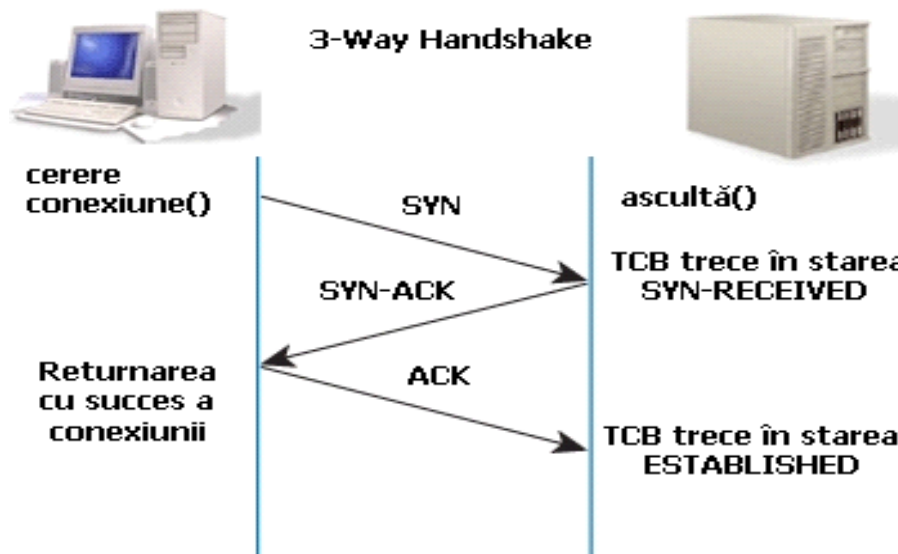 3-Way Handshake
cerere
conexiune()
SYN
ascultă()
TCB trece în starea
SYN-RECEIVED
SYN-ACK
Returnarea
cu succes a
conexiunii
ACK
TCB trece în starea
ESTABLISHED